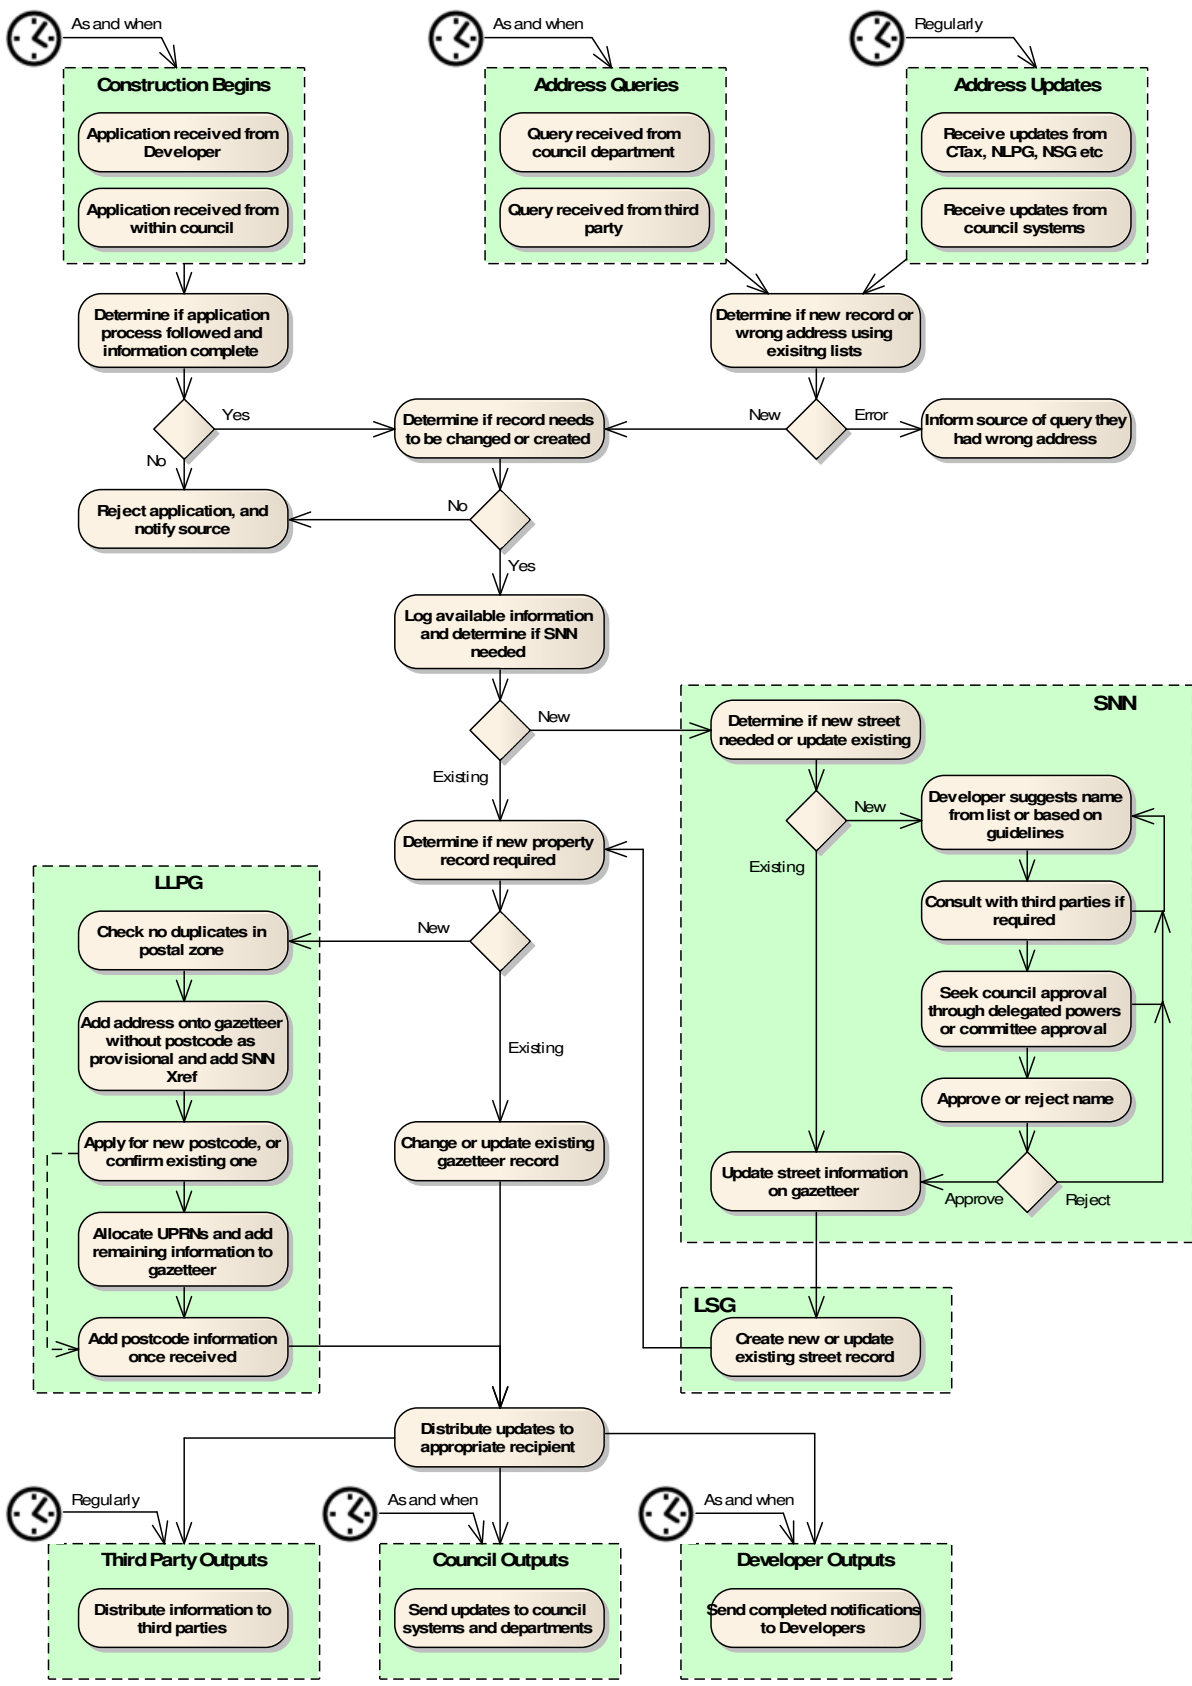 As and when
As and when
Regularly
Construction Begins
Application received from
Developer
Application received from
within council
Address Queries
Query received from
council department
Query received from third
party
Address Updates
Receive updates from
CTax, NLPG, NSG etc
Receive updates from
council systems
Determine if application
process followed and
information complete
Determine if new record or
wrong address using
exisitng lists
Yes
No
Determine if record needs
to be changed or created
New
Error
Inform source of query they
had wrong address
Reject application, and
notify source
No
Yes
Log available information
and determine if SNN
needed
New
Existing
SNN
Determine if new street
needed or update existing
New
Existing
Developer suggests name
from list or based on
guidelines
Consult with third parties if
required
Seek council approval
through delegated powers
or committee approval
Approve or reject name
Approve
Reject
Update street information
on gazetteer
LSG
Create new or update
existing street record
Determine if new property
record required
New
Existing
LLPG
Check no duplicates in
postal zone
Add address onto gazetteer
without postcode as
provisional and add SNN
Xref
Apply for new postcode, or
confirm existing one
Allocate UPRNs and add
remaining information to
gazetteer
Add postcode information
once received
Change or update existing
gazetteer record
Distribute updates to
appropriate recipient
Regularly
As and when
As and when
Third Party Outputs
Distribute information to
third parties
Council Outputs
Send updates to council
systems and departments
Developer Outputs
Send completed notifications
to Developers